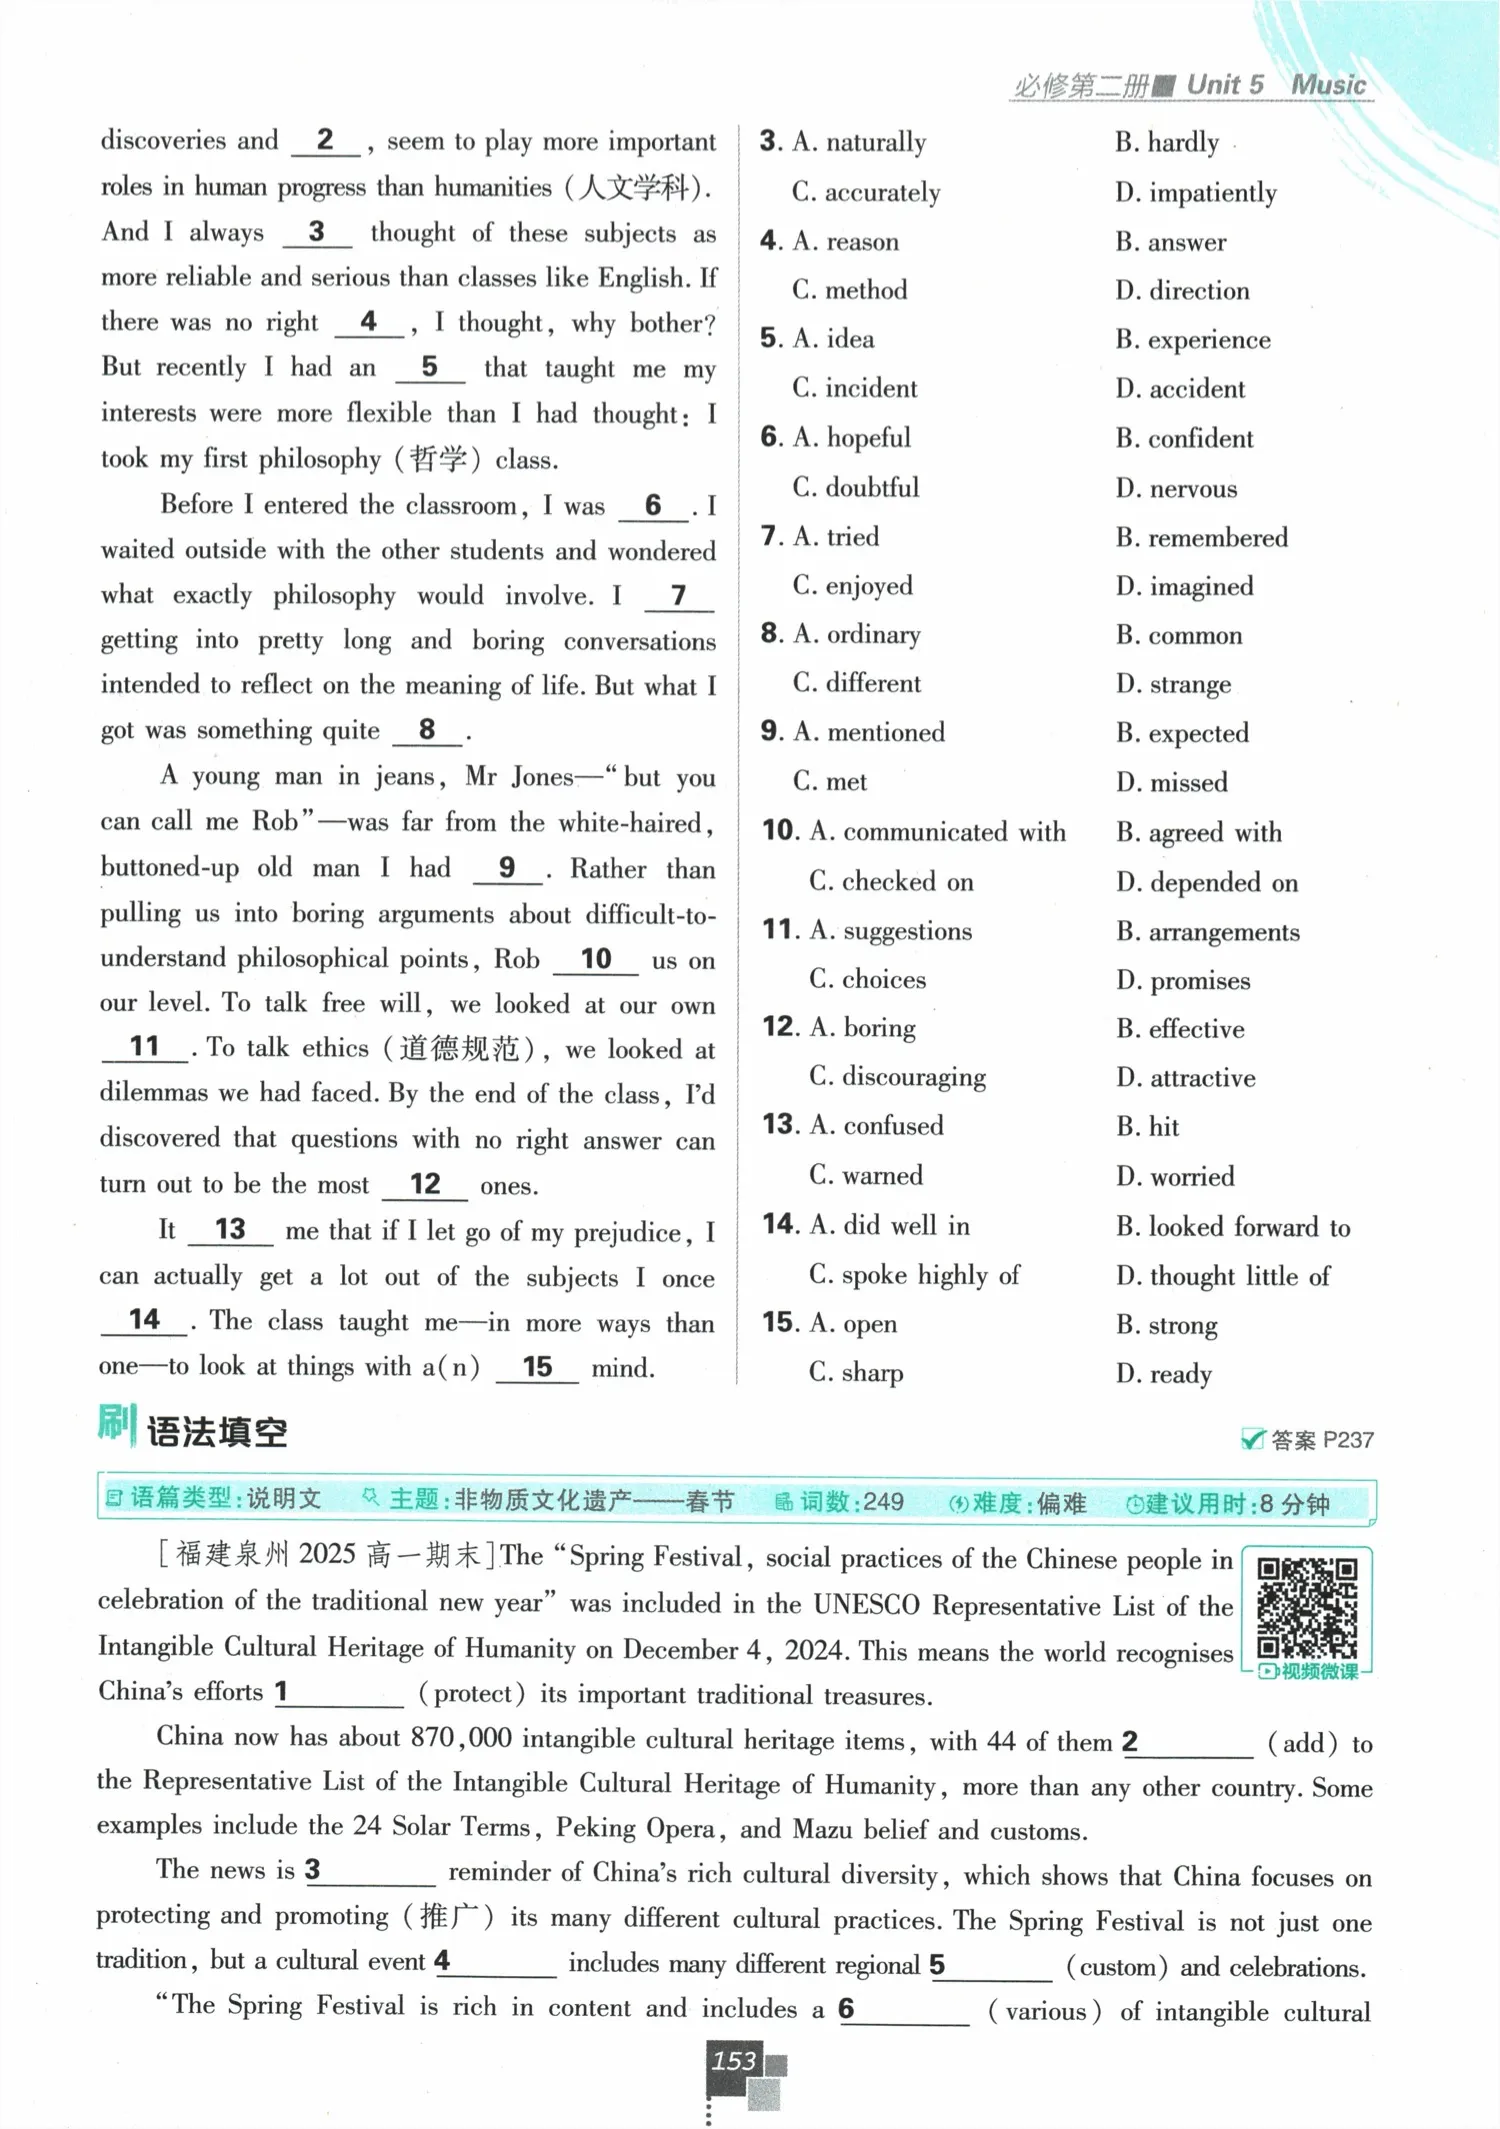 必修第二册 Unit 5 Music
discoveries and 2 , seem to play more important
roles in human progress than humanities (人文学科).
And I always 3 thought of these subjects as
more reliable and serious than classes like English. If
there was no right 4 , I thought, why bother?
But recently I had an 5 that taught me my
interests were more flexible than I had thought: I
took my first philosophy (哲学) class.
Before I entered the classroom, I was 6 . I
waited outside with the other students and wondered
what exactly philosophy would involve. I 7
getting into pretty long and boring conversations
intended to reflect on the meaning of life. But what I
got was something quite 8 .
A young man in jeans, Mr Jones—“but you
can call me Rob”—was far from the white-haired,
buttoned-up old man I had 9 . Rather than
pulling us into boring arguments about difficult-to-
understand philosophical points, Rob 10 us on
our level. To talk free will, we looked at our own
11 . To talk ethics (道德规范), we looked at
dilemmas we had faced. By the end of the class, I’d
discovered that questions with no right answer can
turn out to be the most 12 ones.
It 13 me that if I let go of my prejudice, I
can actually get a lot out of the subjects I once
14 . The class taught me—in more ways than
one—to look at things with a(n) 15 mind.
3. A. naturally B. hardly
C. accurately D. impatiently
4. A. reason B. answer
C. method D. direction
5. A. idea B. experience
C. incident D. accident
6. A. hopeful B. confident
C. doubtful D. nervous
7. A. tried B. remembered
C. enjoyed D. imagined
8. A. ordinary B. common
C. different D. strange
9. A. mentioned B. expected
C. met D. missed
10. A. communicated with B. agreed with
C. checked on D. depended on
11. A. suggestions B. arrangements
C. choices D. promises
12. A. boring B. effective
C. discouraging D. attractive
13. A. confused B. hit
C. warned D. worried
14. A. did well in B. looked forward to
C. spoke highly of D. thought little of
15. A. open B. strong
C. sharp D. ready
刷 语法填空 答案 P237
语篇类型:说明文 主题:非物质文化遗产——春节 词数:249 难度:偏难 建议用时:8 分钟
[福建泉州 2025 高一期末]The “Spring Festival, social practices of the Chinese people in
celebration of the traditional new year” was included in the UNESCO Representative List of the
Intangible Cultural Heritage of Humanity on December 4, 2024. This means the world recognises
China’s efforts 1 (protect) its important traditional treasures.
视频微课
China now has about 870,000 intangible cultural heritage items, with 44 of them 2 (add) to
the Representative List of the Intangible Cultural Heritage of Humanity, more than any other country. Some
examples include the 24 Solar Terms, Peking Opera, and Mazu belief and customs.
The news is 3 reminder of China’s rich cultural diversity, which shows that China focuses on
protecting and promoting (推广) its many different cultural practices. The Spring Festival is not just one
tradition, but a cultural event 4 includes many different regional 5 (custom) and celebrations.
“The Spring Festival is rich in content and includes a 6 (various) of intangible cultural
153